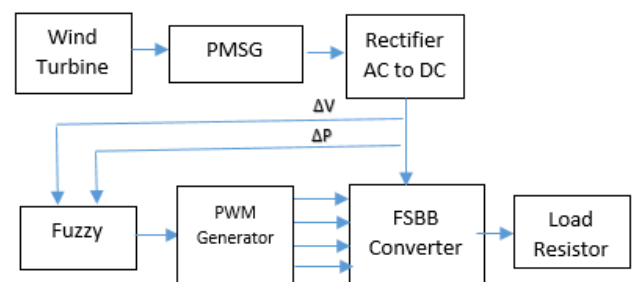 Wind
Turbine
PMSG
Rectifier
AC to DC
ΔV
ΔP
Fuzzy
PWM
Generator
FSBB
Converter
Load
Resistor